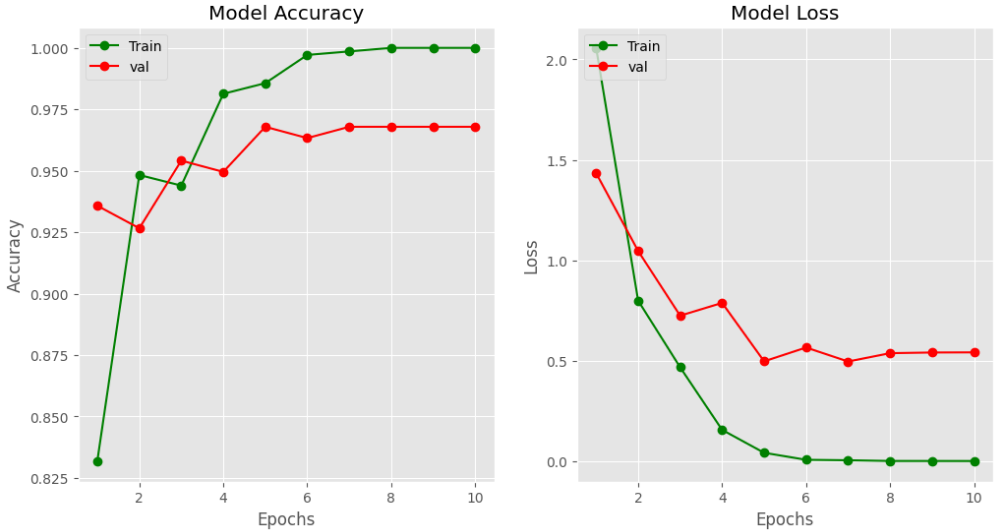 Model Accuracy
Train
val
1.000
0.975
0.950
0.925
0.900
0.875
0.850
0.825
Accuracy
2 4 6 8 10
Epochs
Model Loss
Train
val
2.0
1.5
1.0
0.5
0.0
Loss
2 4 6 8 10
Epochs